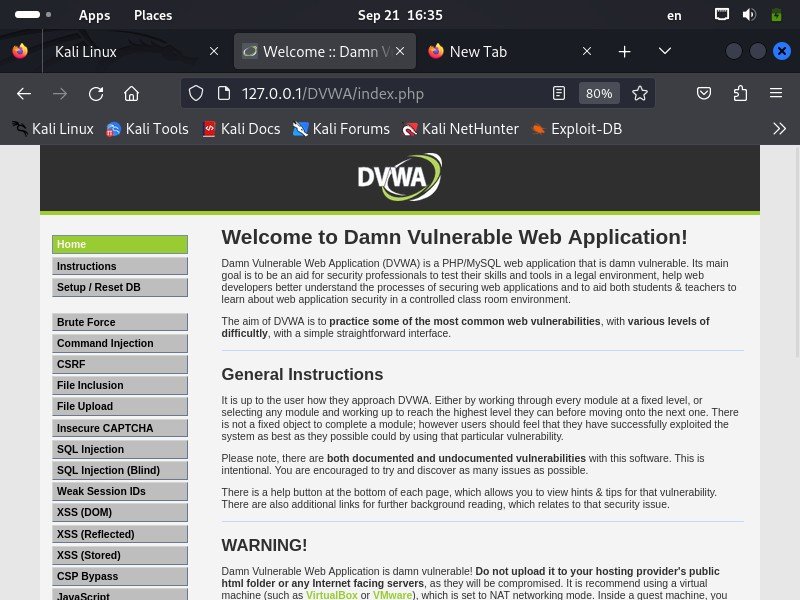 Apps Places Sep 21 16:35 en
Kali Linux Welcome :: Damn V New Tab
127.0.0.1/DVWA/index.php 80%
Kali Linux Kali Tools Kali Docs Kali Forums Kali NetHunter Exploit-DB
DVWA
Home
Instructions
Setup / Reset DB
Brute Force
Command Injection
CSRF
File Inclusion
File Upload
Insecure CAPTCHA
SQL Injection
SQL Injection (Blind)
Weak Session IDs
XSS (DOM)
XSS (Reflected)
XSS (Stored)
CSP Bypass
JavaScript
Welcome to Damn Vulnerable Web Application!
Damn Vulnerable Web Application (DVWA) is a PHP/MySQL web application that is damn vulnerable. Its main
goal is to be an aid for security professionals to test their skills and tools in a legal environment, help web
developers better understand the processes of securing web applications and to aid both students & teachers to
learn about web application security in a controlled class room environment.
The aim of DVWA is to practice some of the most common web vulnerabilities, with various levels of
difficultly, with a simple straightforward interface.
General Instructions
It is up to the user how they approach DVWA. Either by working through every module at a fixed level, or
selecting any module and working up to reach the highest level they can before moving onto the next one. There
is not a fixed object to complete a module; however users should feel that they have successfully exploited the
system as best as they possible could by using that particular vulnerability.
Please note, there are both documented and undocumented vulnerabilities with this software. This is
intentional. You are encouraged to try and discover as many issues as possible.
There is a help button at the bottom of each page, which allows you to view hints & tips for that vulnerability.
There are also additional links for further background reading, which relates to that security issue.
WARNING!
Damn Vulnerable Web Application is damn vulnerable! Do not upload it to your hosting provider's public
html folder or any Internet facing servers, as they will be compromised. It is recommend using a virtual
machine (such as VirtualBox or VMware), which is set to NAT networking mode. Inside a guest machine, you